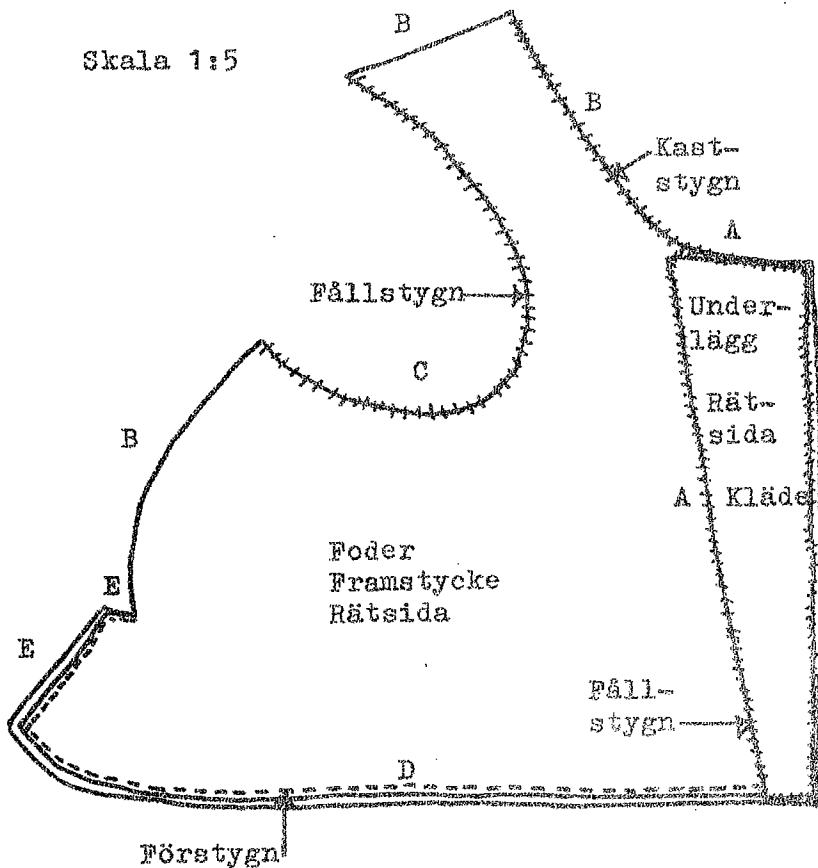 B
Skala 1:5
B
Kast-
stygn
A
Fållstygn
Under-
lägg
C
Rät-
sida
B
A Kläde
Foder
Framstycke
Rätsida
E
E
Fåll-
stygn
D
Förstygn